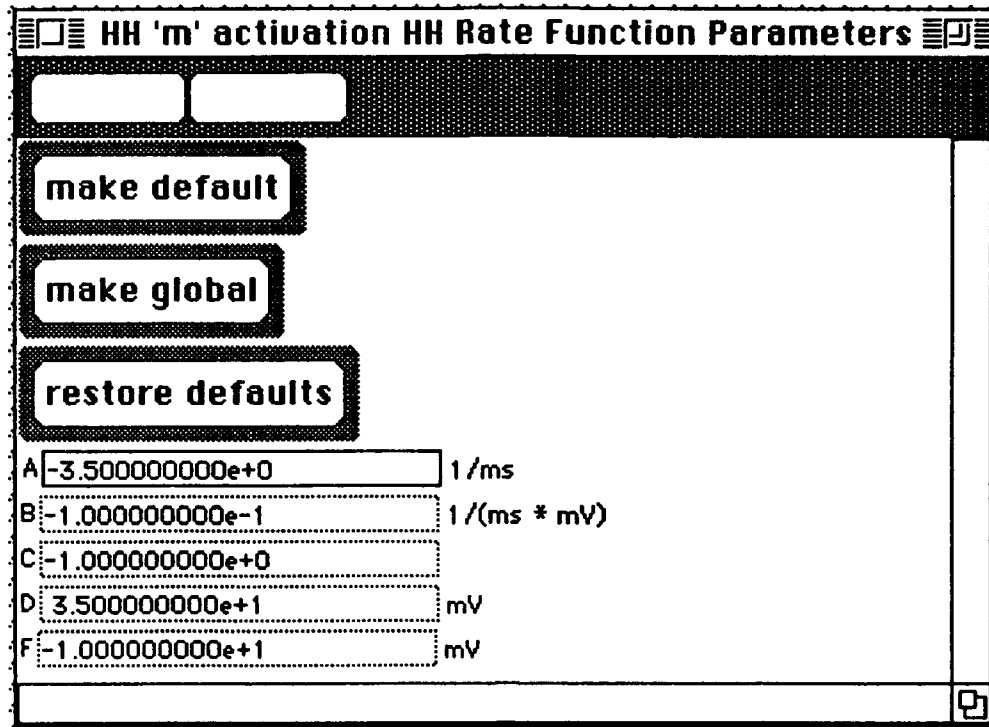 HH 'm' activation HH Rate Function Parameters
make default
make global
restore defaults
A -3.500000000e+0 1/ms
B -1.000000000e-1 1/(ms * mV)
C -1.000000000e+0
D 3.500000000e+1 mV
F -1.000000000e+1 mV